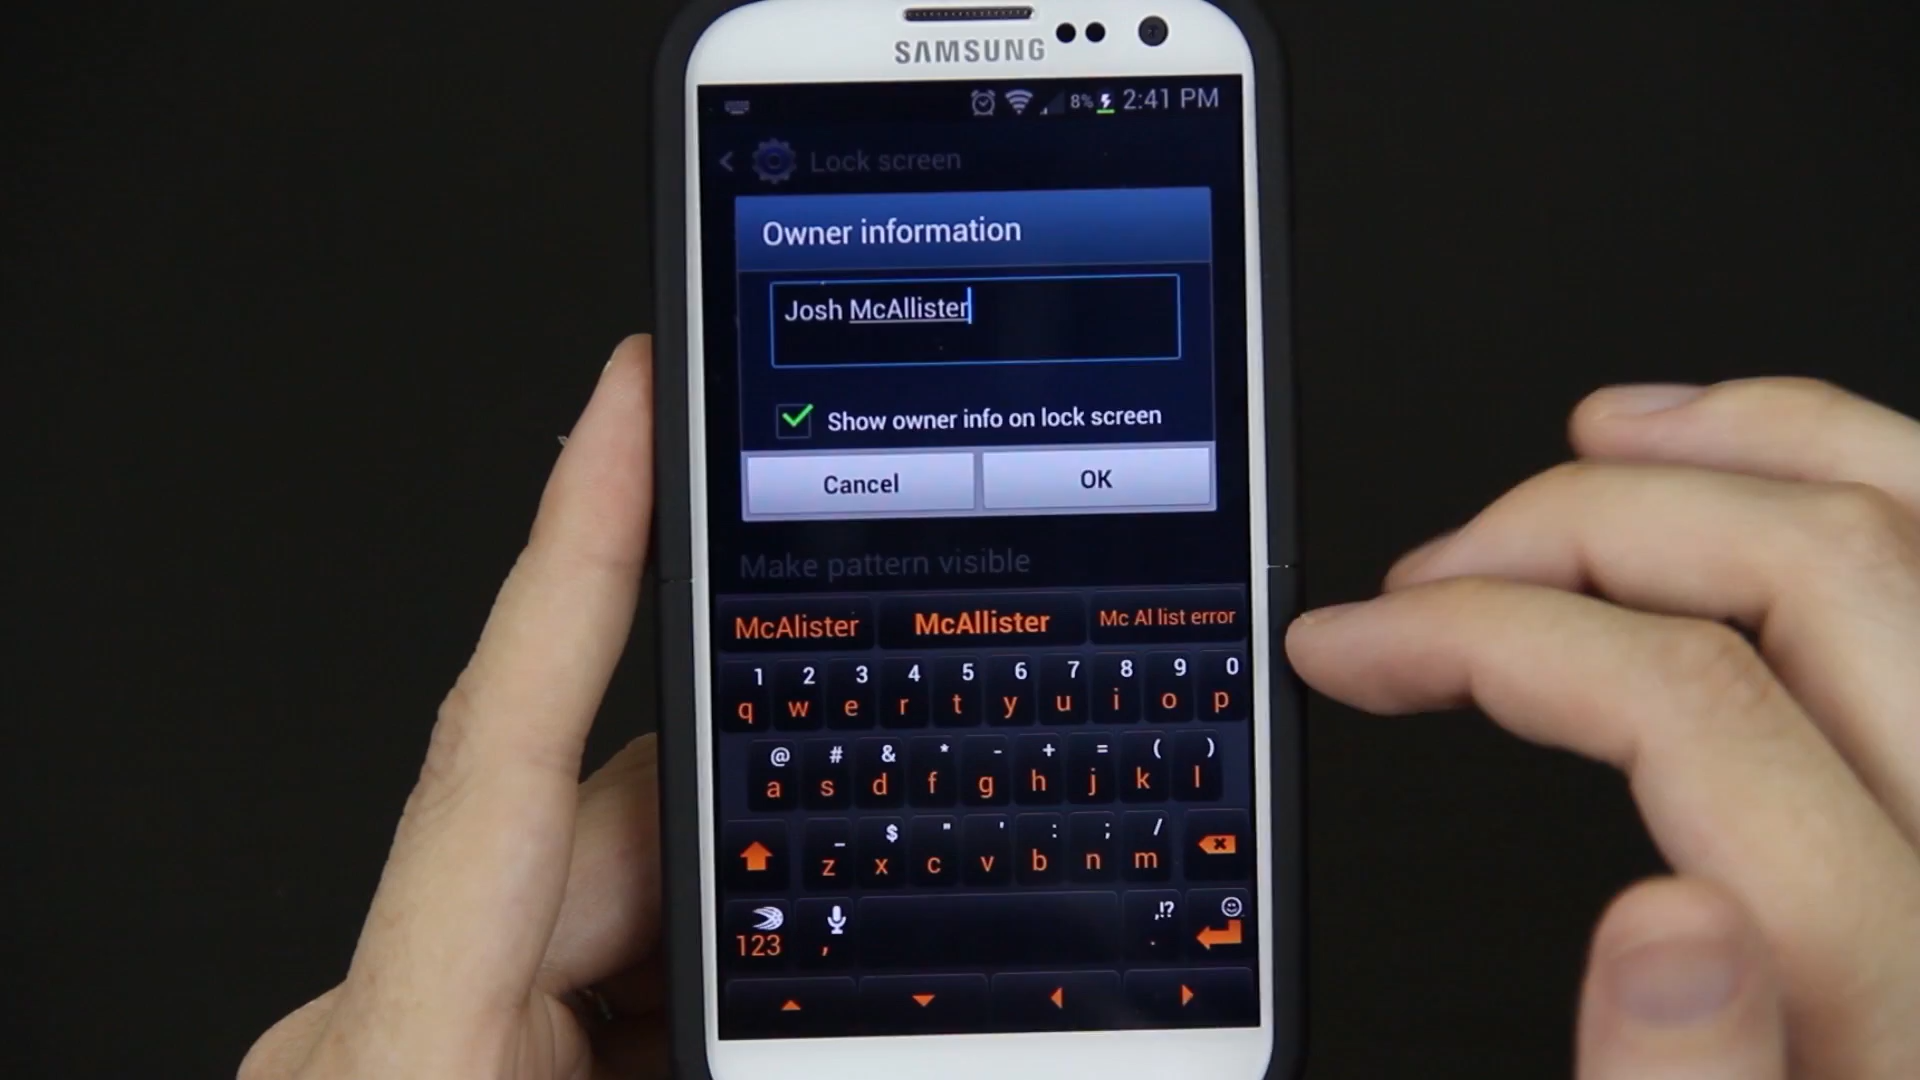 SAMSUNG
8% 2:41 PM
< Lock screen
Owner information
Josh McAllister
Show owner info on lock screen
Cancel OK
Make pattern visible
McAlister McAllister Mc Al list error
1 2 3 4 5 6 7 8 9 0
q w e r t y u i o p
@ # & * - + = ( )
a s d f g h j k l
_ $ " ' : ; /
z x c v b n m
,!?
123 , .